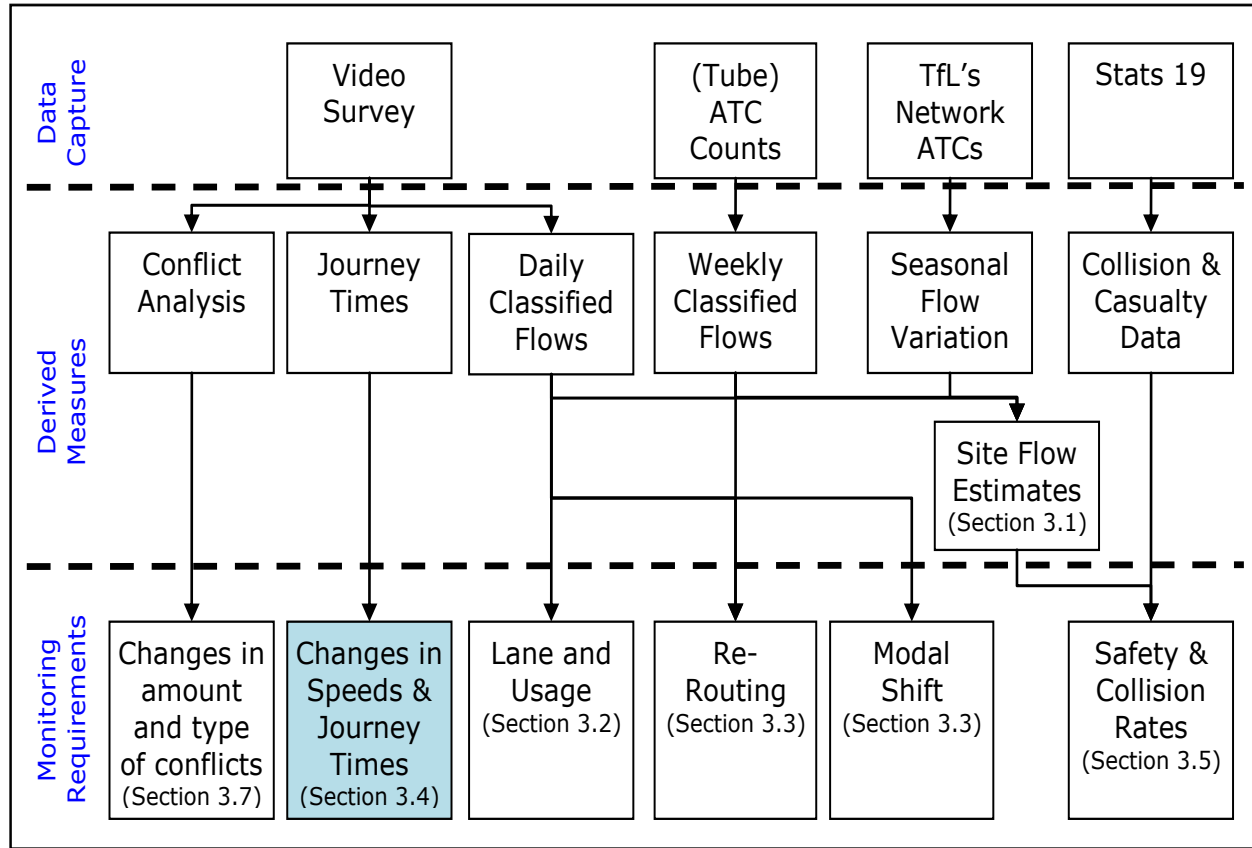 Data
Capture
Video
Survey
(Tube)
ATC
Counts
TfL's
Network
ATCs
Stats 19
Derived
Measures
Conflict
Analysis
Journey
Times
Daily
Classified
Flows
Weekly
Classified
Flows
Seasonal
Flow
Variation
Collision &
Casualty
Data
Site Flow
Estimates
(Section 3.1)
Monitoring
Requirements
Changes in
amount
and type
of conflicts
(Section 3.7)
Changes in
Speeds &
Journey
Times
(Section 3.4)
Lane and
Usage
(Section 3.2)
Re-
Routing
(Section 3.3)
Modal
Shift
(Section 3.3)
Safety &
Collision
Rates
(Section 3.5)